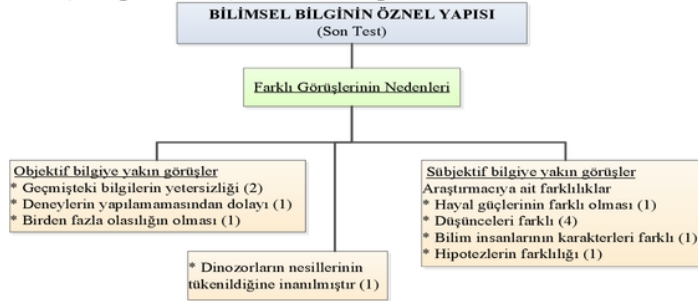 BİLİMSEL BİLGİNİN ÖZNEL YAPISI
(Son Test)
Farklı Görüşlerinin Nedenleri
Objektif bilgiye yakın görüşler
* Geçmişteki bilgilerin yetersizliği (2)
* Deneylerin yapılamamasından dolayı (1)
* Birden fazla olasılığın olması (1)
* Dinozorların nesillerinin
tükenildiğine inanılmıştır (1)
Sübjektif bilgiye yakın görüşler
Araştırmacıya ait farklılıklar
* Hayal güçlerinin farklı olması (1)
* Düşünceleri farklı (4)
* Bilim insanlarının karakterleri farklı (1)
* Hipotezlerin farklılığı (1)